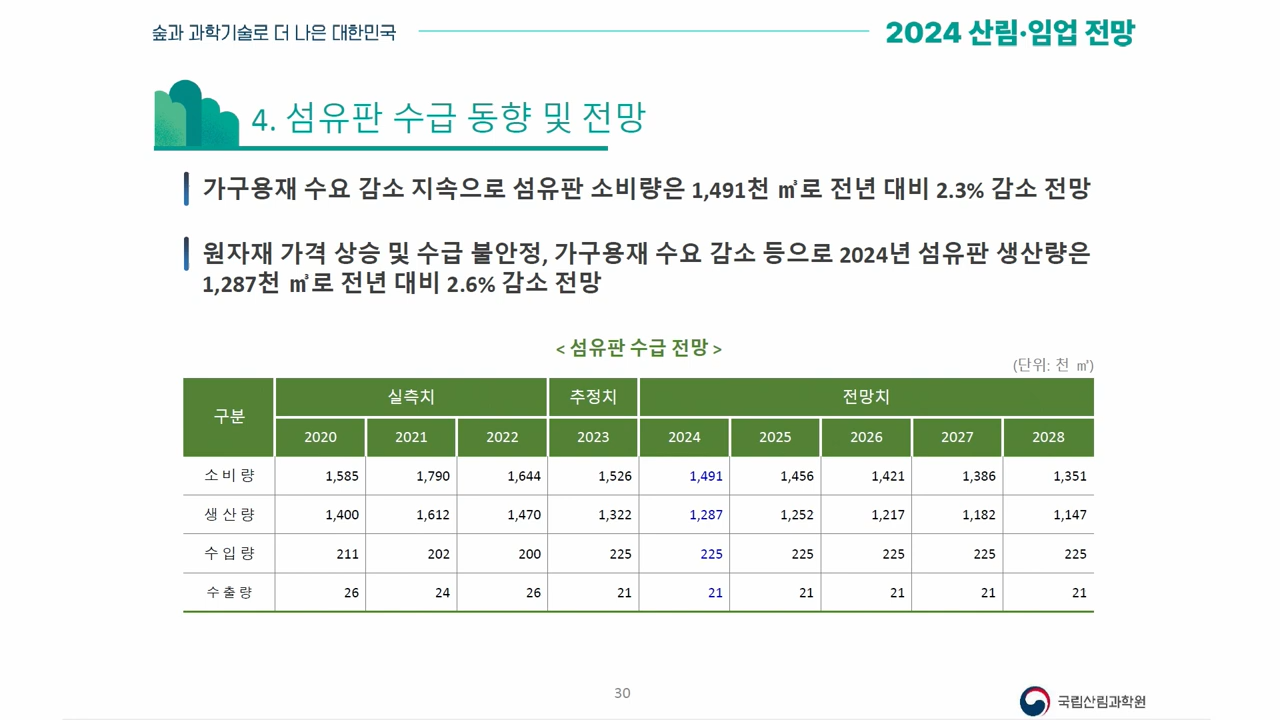 숲과 과학기술로 더 나은 대한민국
2024 산림·임업 전망
4. 섬유판 수급 동향 및 전망
가구용재 수요 감소 지속으로 섬유판 소비량은 1,491천 ㎥로 전년 대비 2.3% 감소 전망
원자재 가격 상승 및 수급 불안정, 가구용재 수요 감소 등으로 2024년 섬유판 생산량은
1,287천 ㎥로 전년 대비 2.6% 감소 전망
< 섬유판 수급 전망 >
(단위: 천 ㎥)
구분 실측치 추정치 전망치
2020 2021 2022 2023 2024 2025 2026 2027 2028
소 비 량 1,585 1,790 1,644 1,526 1,491 1,456 1,421 1,386 1,351
생 산 량 1,400 1,612 1,470 1,322 1,287 1,252 1,217 1,182 1,147
수 입 량 211 202 200 225 225 225 225 225 225
수 출 량 26 24 26 21 21 21 21 21 21
30
국립산림과학원